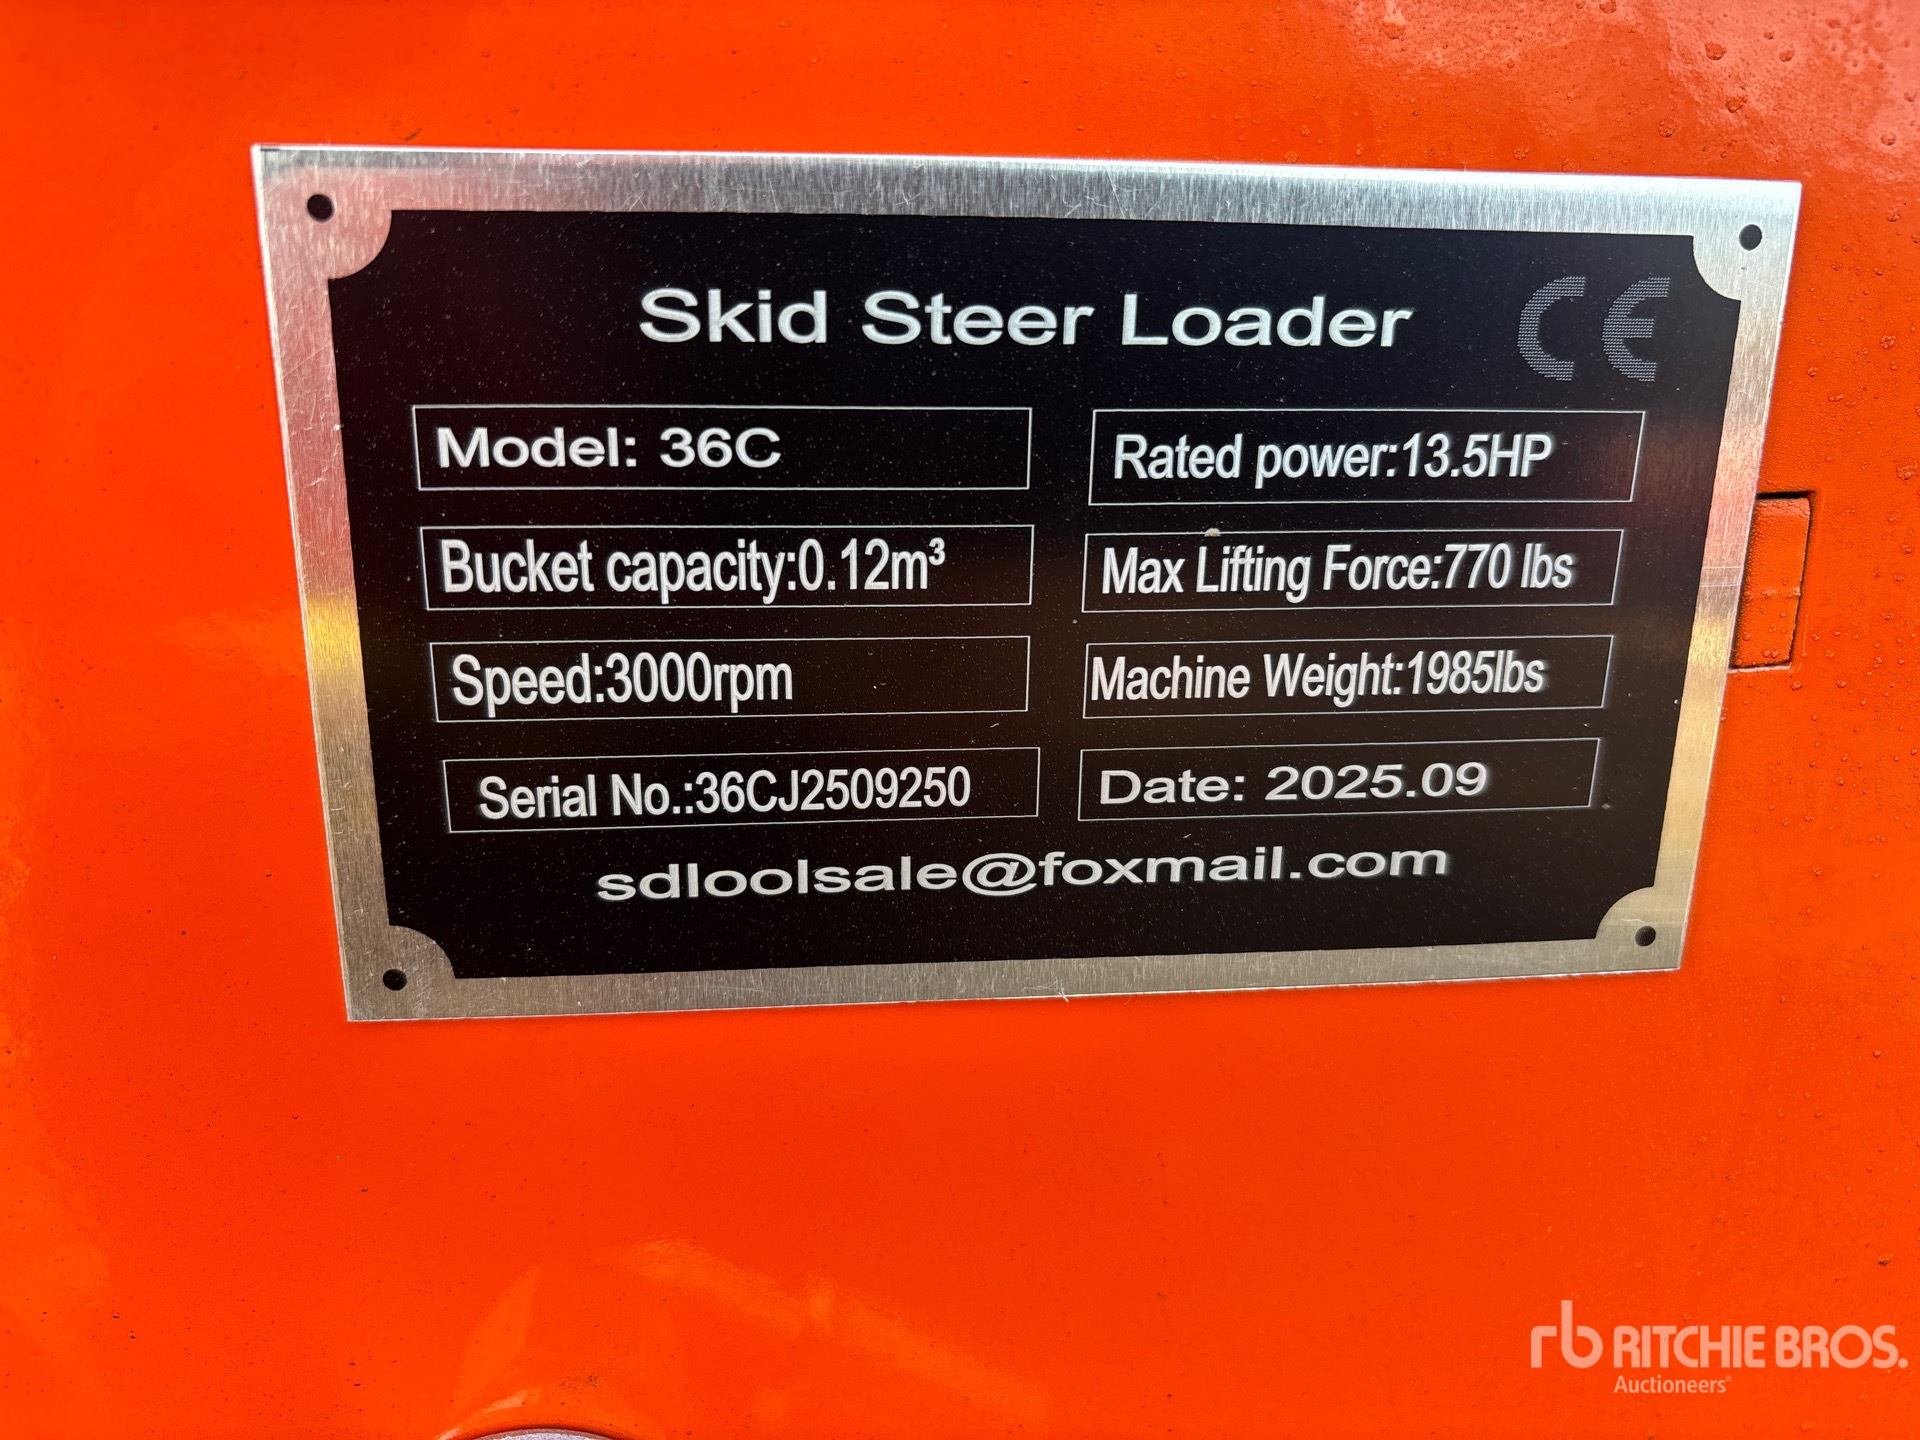 Skid Steer Loader CE
Model: 36C
Rated power:13.5HP
Bucket capacity:0.12m³
Max Lifting Force:770 lbs
Speed:3000rpm
Machine Weight:1985lbs
Serial No.:36CJ2509250
Date: 2025.09
sdloolsale@foxmail.com
rb RITCHIE BROS.
Auctioneers